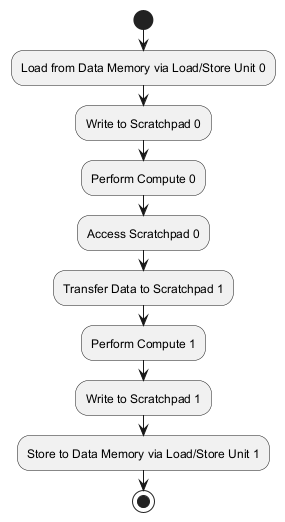 Load from Data Memory via Load/Store Unit 0
Write to Scratchpad 0
Perform Compute 0
Access Scratchpad 0
Transfer Data to Scratchpad 1
Perform Compute 1
Write to Scratchpad 1
Store to Data Memory via Load/Store Unit 1